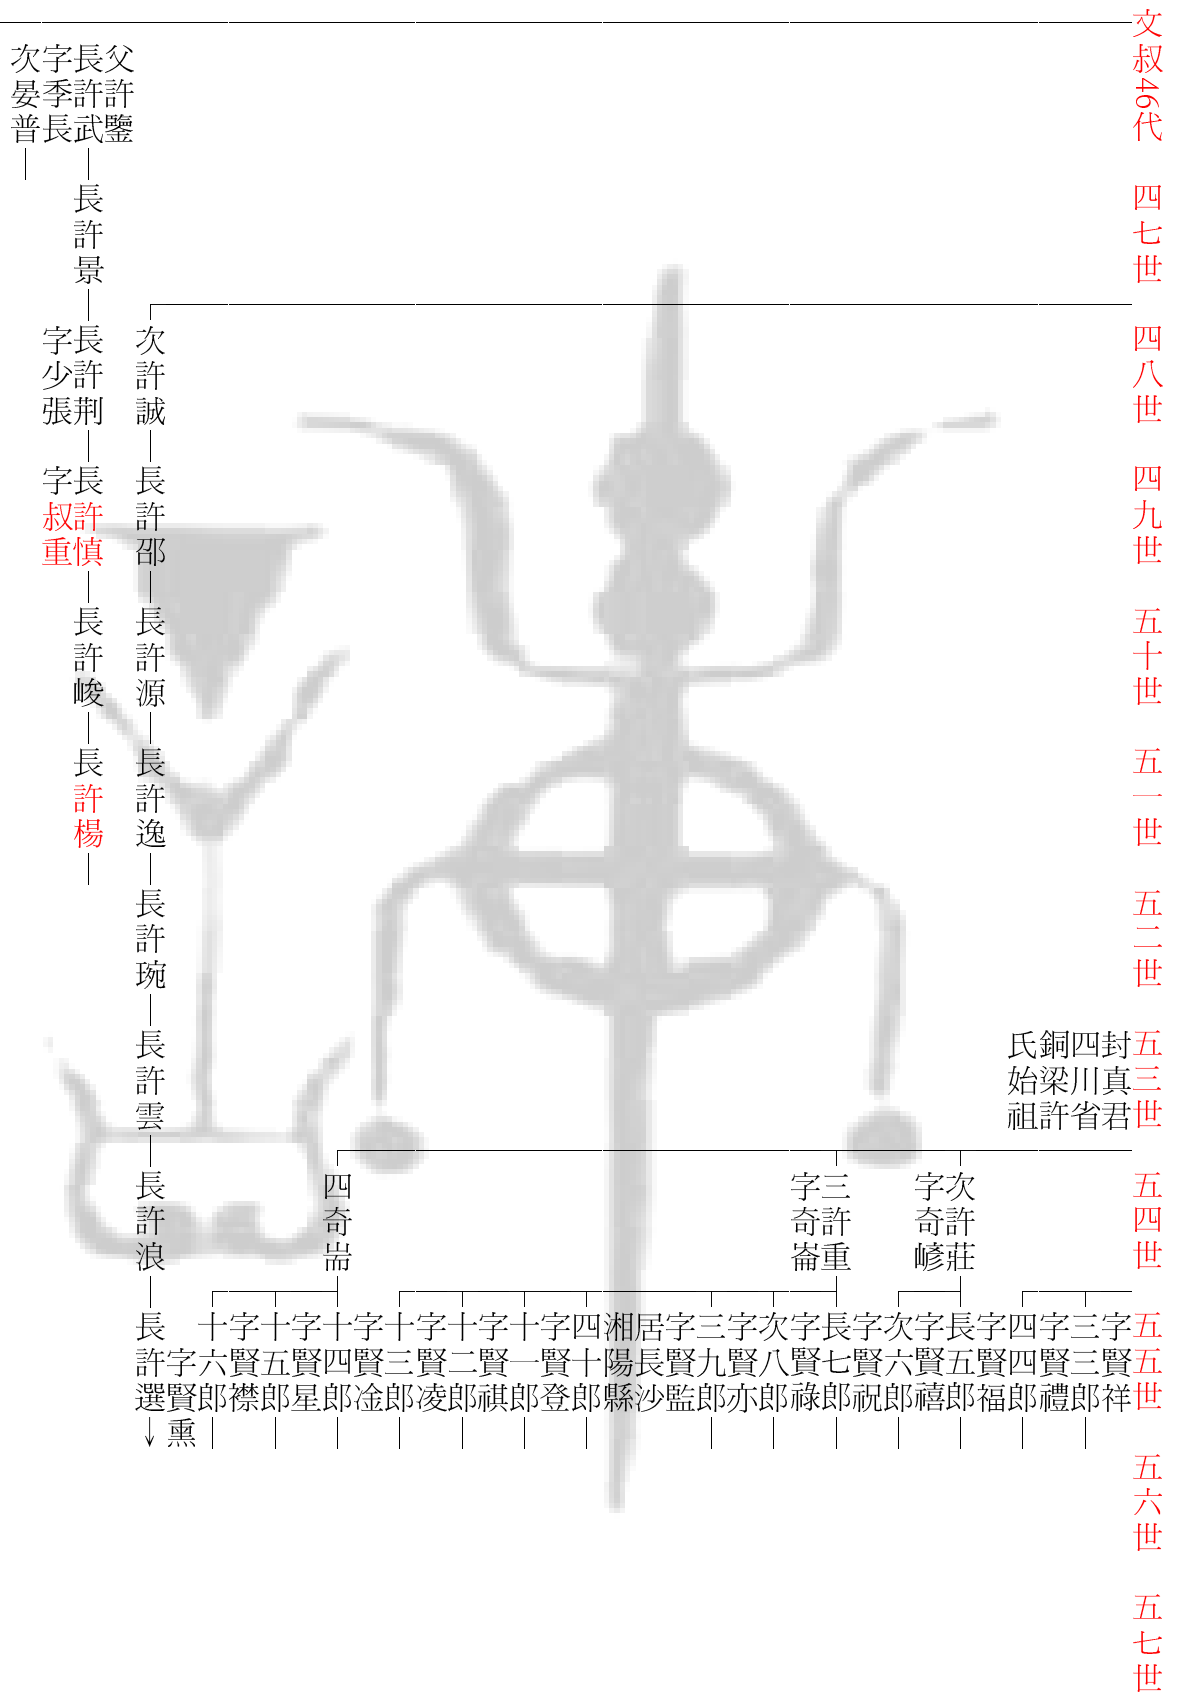 文叔46代
四七世
四八世
四九世
五十世
五一世
五二世
五三世
五四世
五五世
五六世
五七世
封真君
四川省
銅梁許
氏始祖
字賢祥
三三郎
字賢禮
四四郎
字賢福
次許莊
字奇嵃
長五郎
字賢禧
次六郎
字賢祝
三許重
字奇崙
長七郎
字賢祿
次八郎
字賢亦
三九郎
字賢監
居長沙
湘陽縣
四十郎
字賢登
十一郎
字賢祺
十二郎
字賢凌
十三郎
字賢淦
四奇耑
十四郎
字賢星
十五郎
字賢襟
十六郎
次許誠
長許邵
長許源
長許逸
長許琬
長許雲
長許浪
長許選
字賢熏
父許鑒
長許武
字季長
長許景
長許荆
字少張
長許慎
字叔重
長許峻
長許楊
次晏普